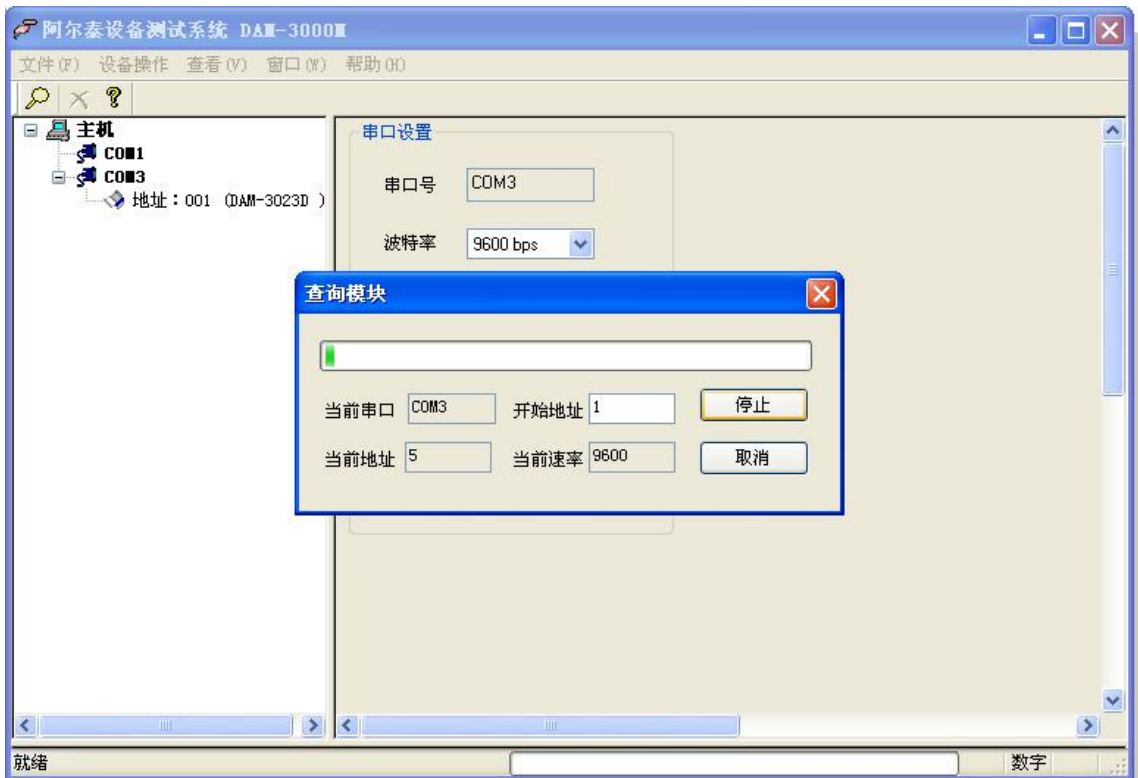 阿尔泰设备测试系统 DAM-3000M
文件(F) 设备操作 查看(V) 窗口(W) 帮助(H)
主机
COM1
COM3
地址：001 (DAM-3023D )
串口设置
串口号 COM3
波特率 9600 bps
查询模块
当前串口 COM3 开始地址 1 停止
当前地址 5 当前速率 9600 取消
就绪 数字